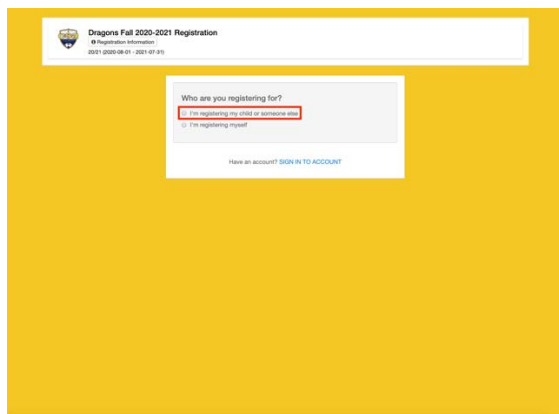 Dragons Fall 2020-2021 Registration
Registration Information
20/21 (2020-08-01 - 2021-07-31)
Who are you registering for?
I'm registering my child or someone else
I'm registering myself
Have an account? SIGN IN TO ACCOUNT